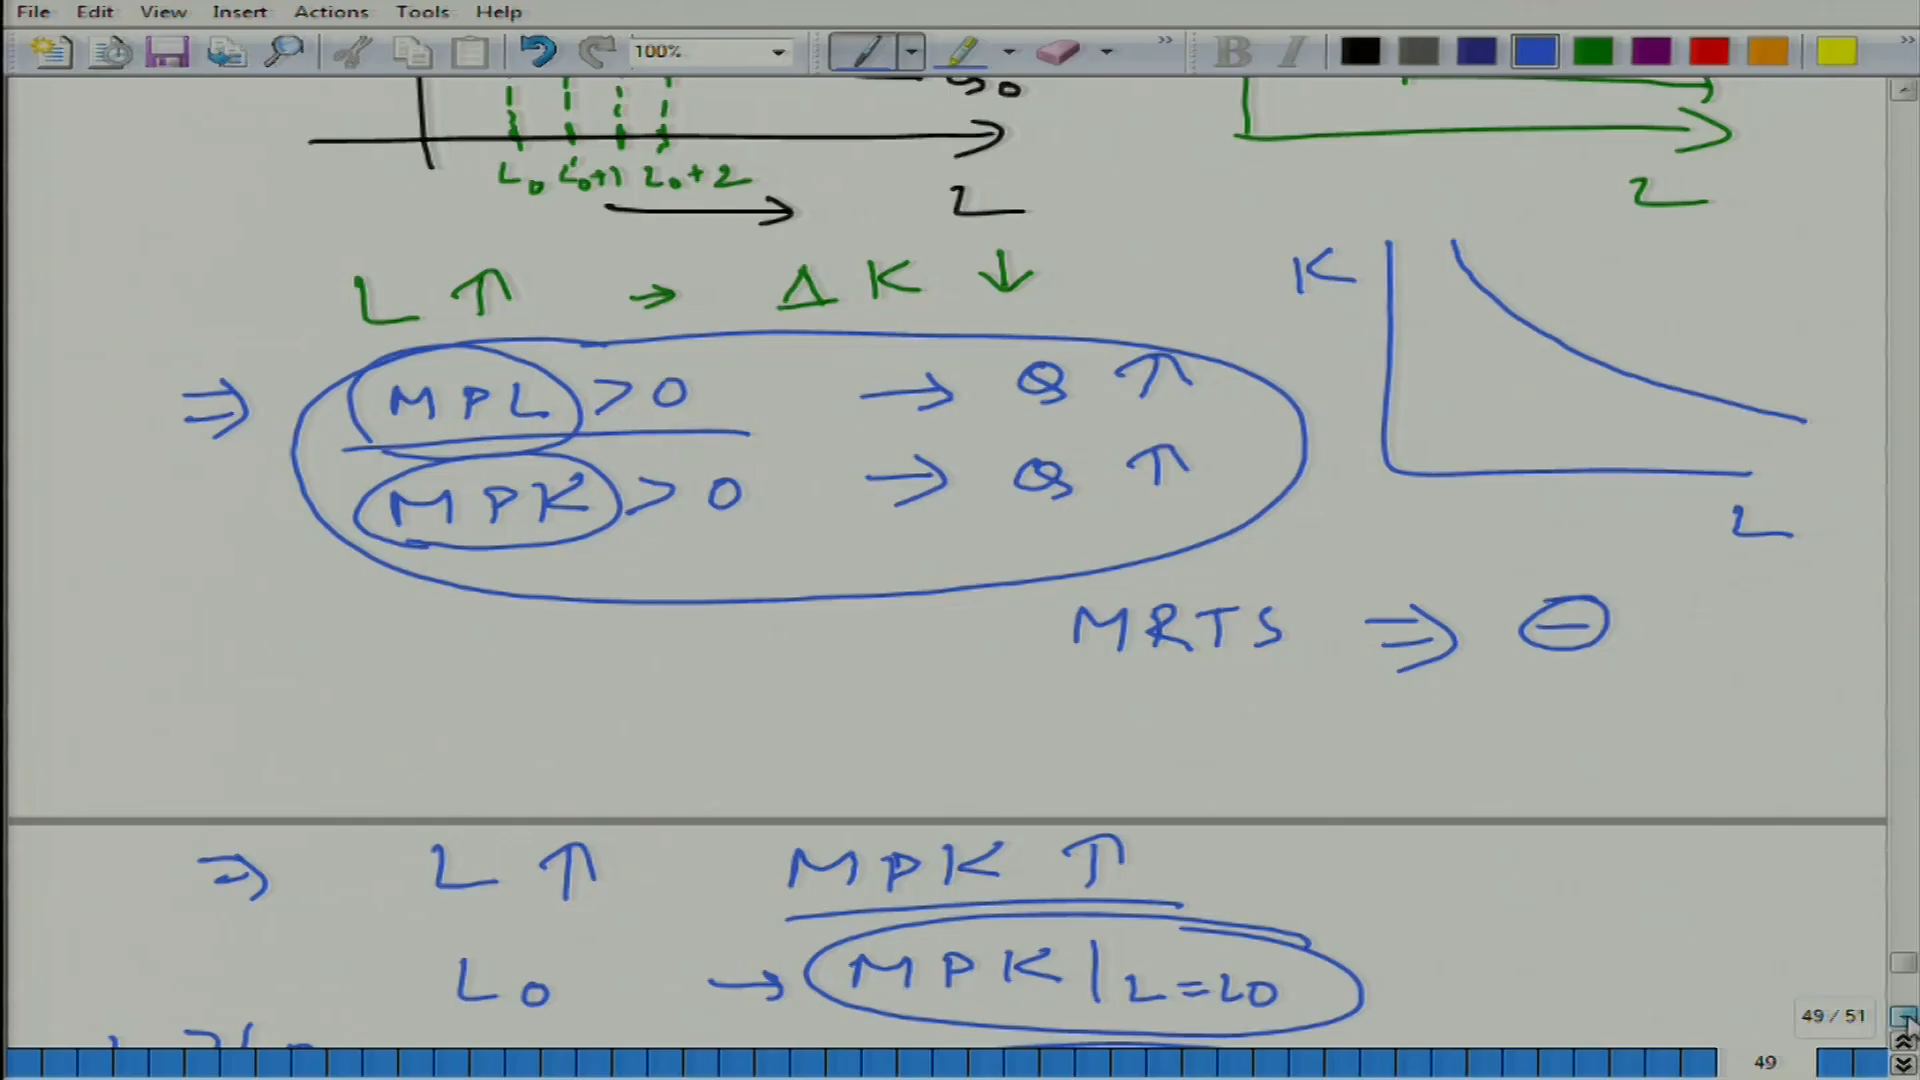 File Edit View Insert Actions Tools Help
100%
B I
L0 L0+1 L0+2
L
L
L ↑ → Δ K ↓
K
⇒ MPL > 0 → Q ↑
MPK > 0 → Q ↑
L
MRTS ⇒ −
⇒ L ↑ MPK ↑
L0 → MPK | L = L0
49 / 51
49